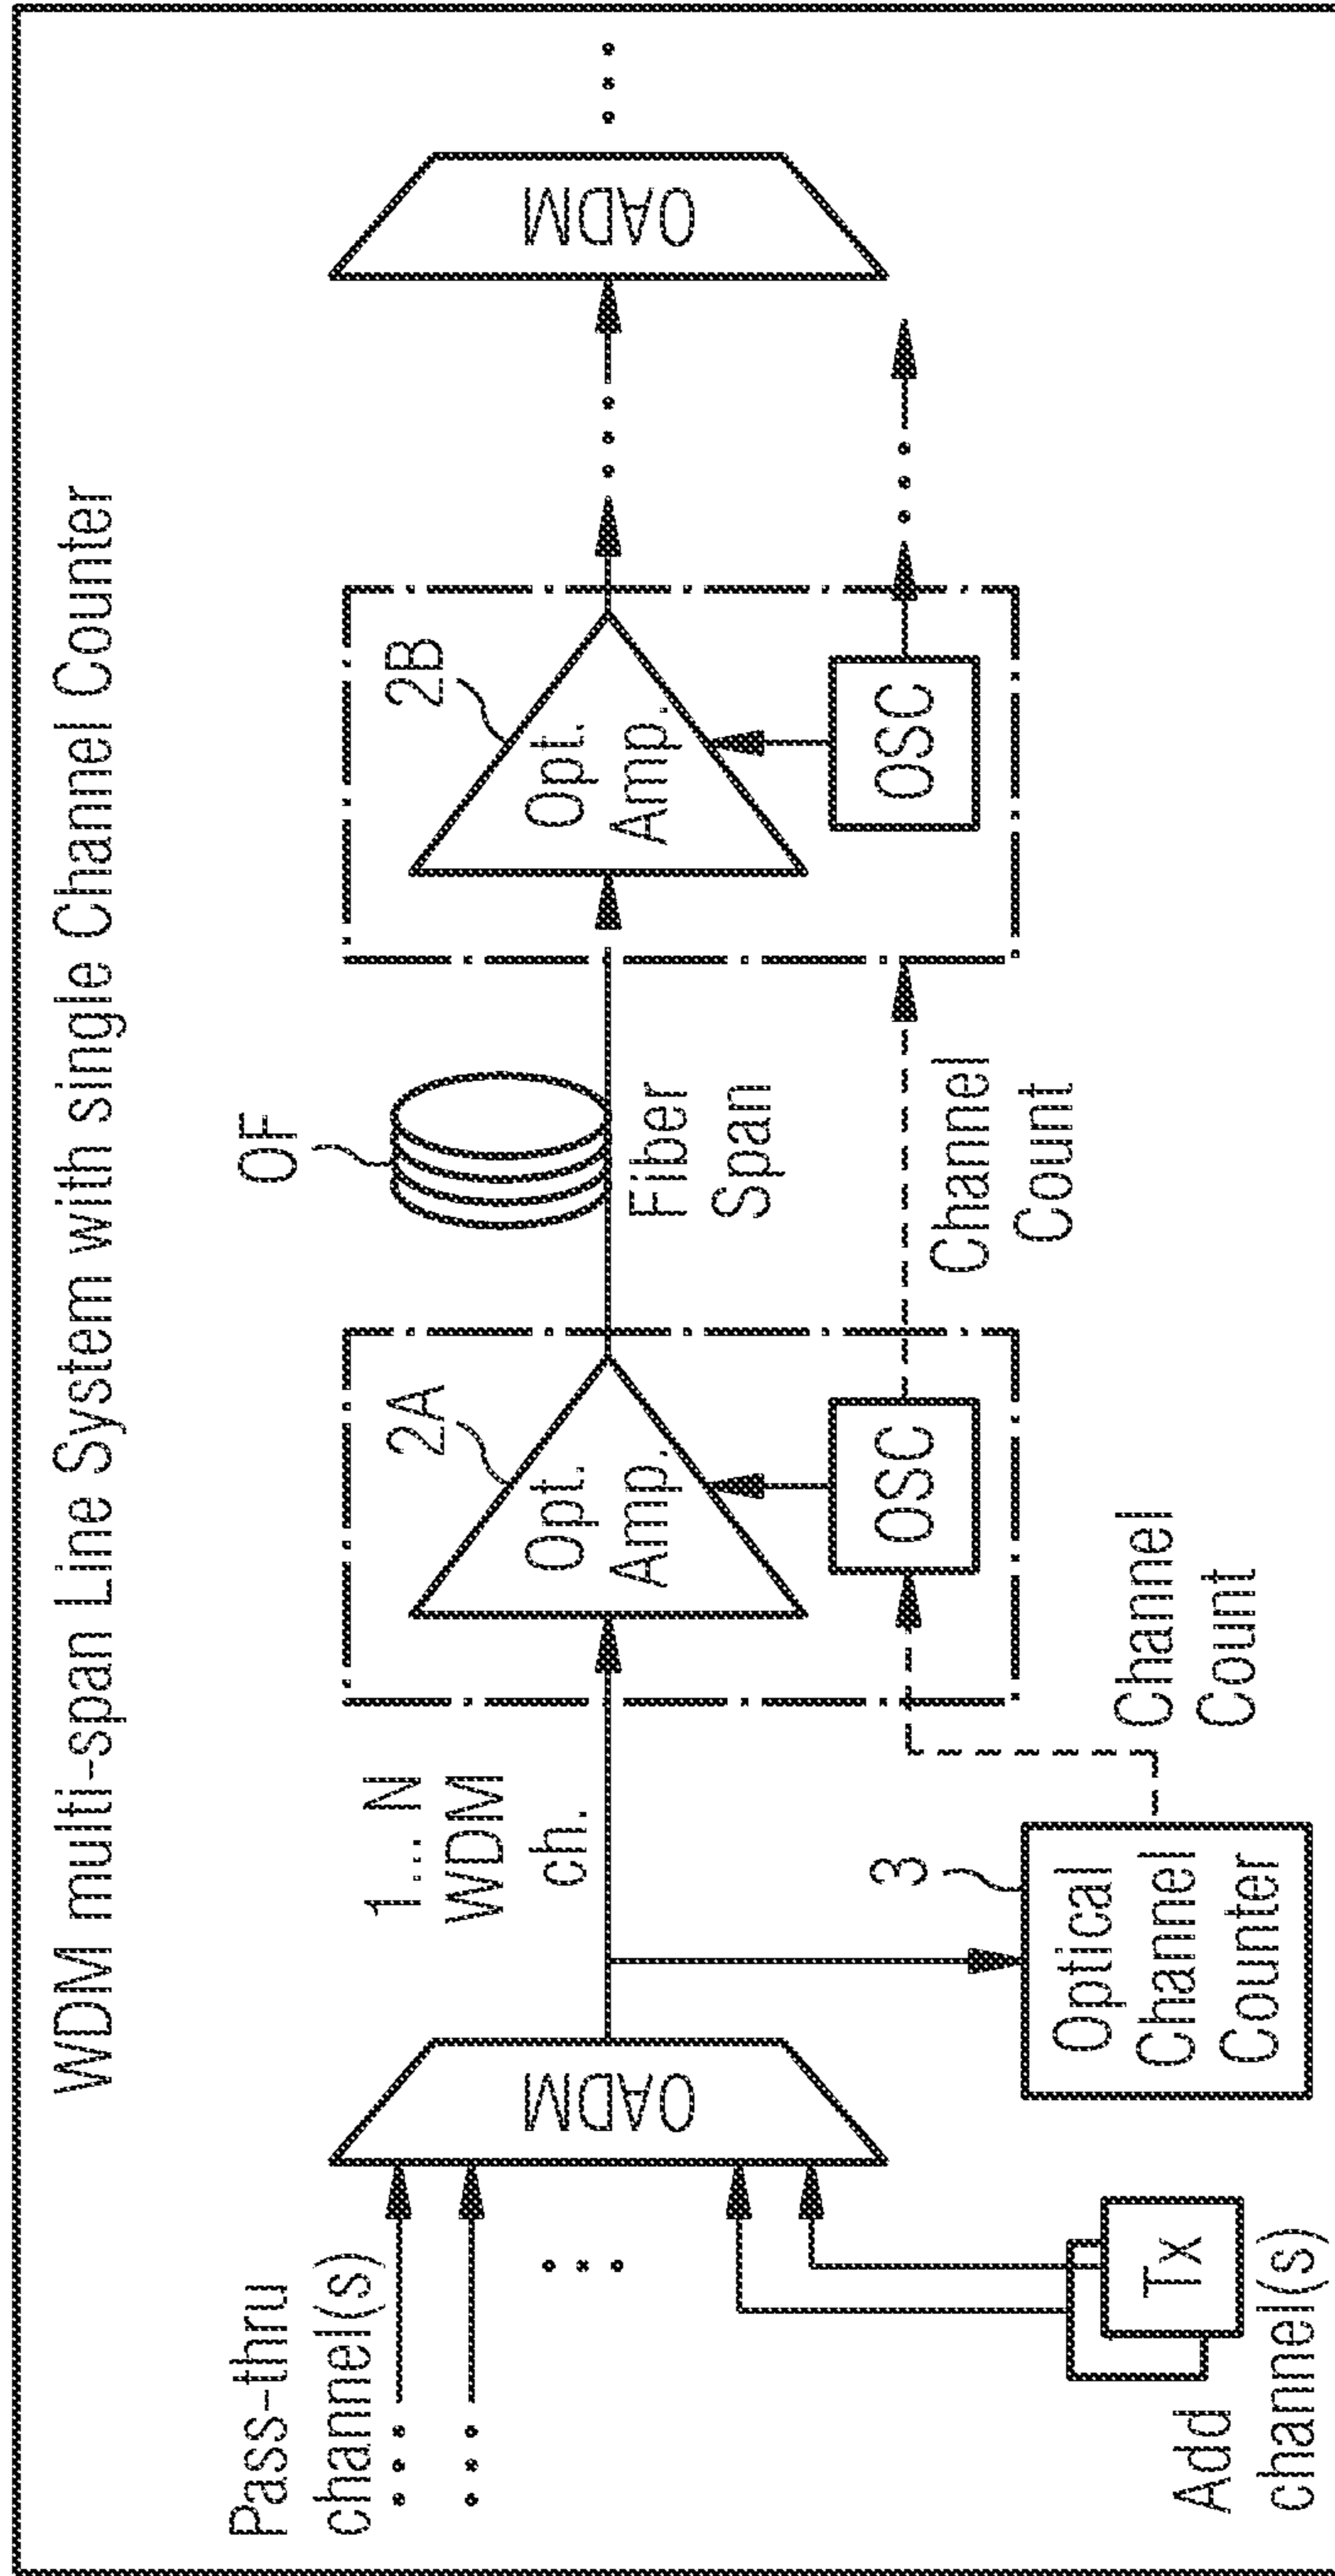 WDM multi-span Line System with single Channel Counter
Pass-thru
channel(s)
OADM
1... N
WDM
ch.
2A
Opt.
Amp.
OSC
OF
Fiber
Span
Channel
Count
2B
Opt.
Amp.
OSC
OADM
3
Optical
Channel
Counter
Channel
Count
Tx
Add
channel(s)